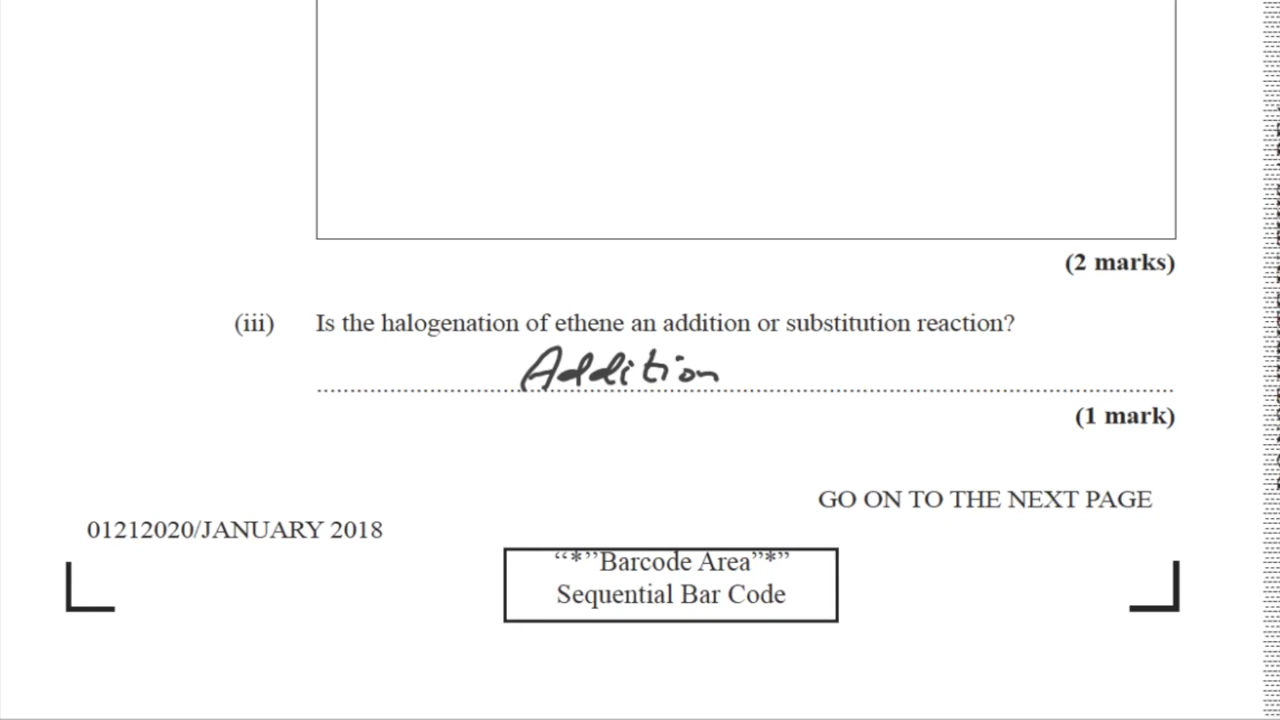 (2 marks)
(iii) Is the halogenation of ethene an addition or substitution reaction?
Addition
(1 mark)
GO ON TO THE NEXT PAGE
01212020/JANUARY 2018
“*”Barcode Area”*”
Sequential Bar Code